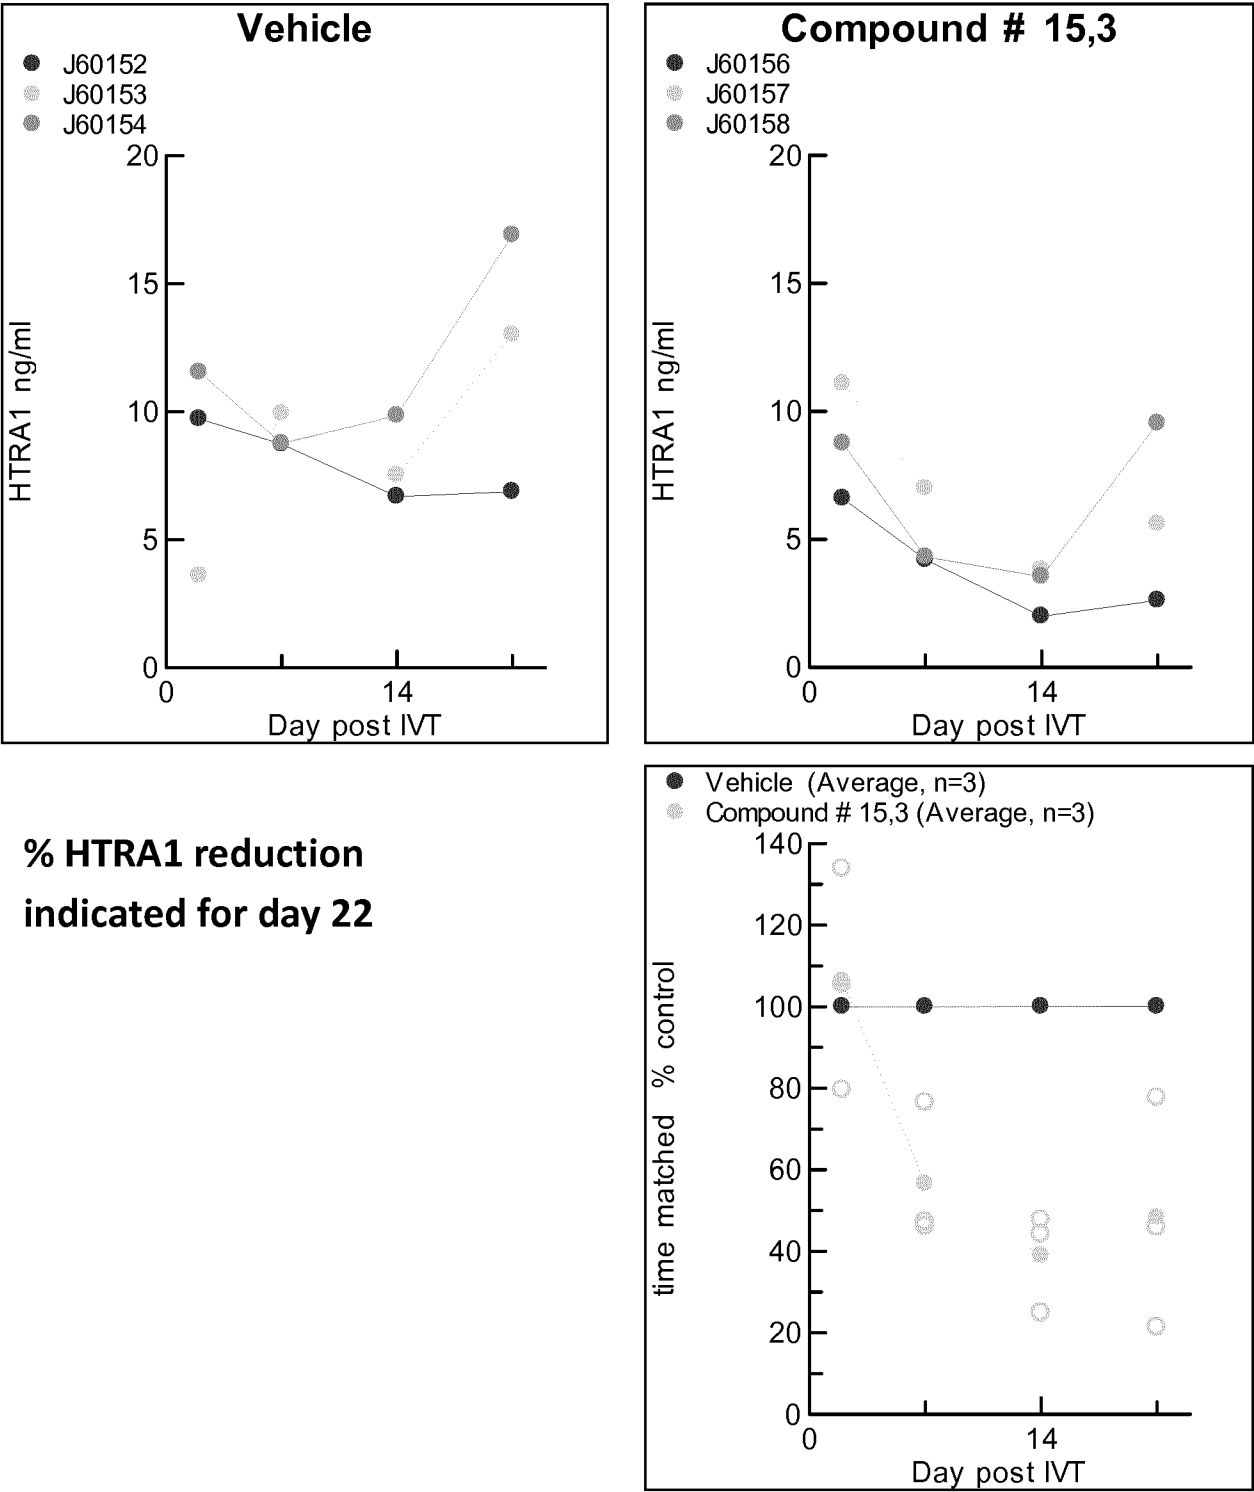 Vehicle
J60152
J60153
J60154
20
15
10
5
0
HTRA1 ng/ml
0
14
Day post IVT
Compound # 15,3
J60156
J60157
J60158
20
15
10
5
0
HTRA1 ng/ml
0
14
Day post IVT
% HTRA1 reduction
indicated for day 22
Vehicle (Average, n=3)
Compound # 15,3 (Average, n=3)
140
120
100
80
60
40
20
0
time matched % control
0
14
Day post IVT